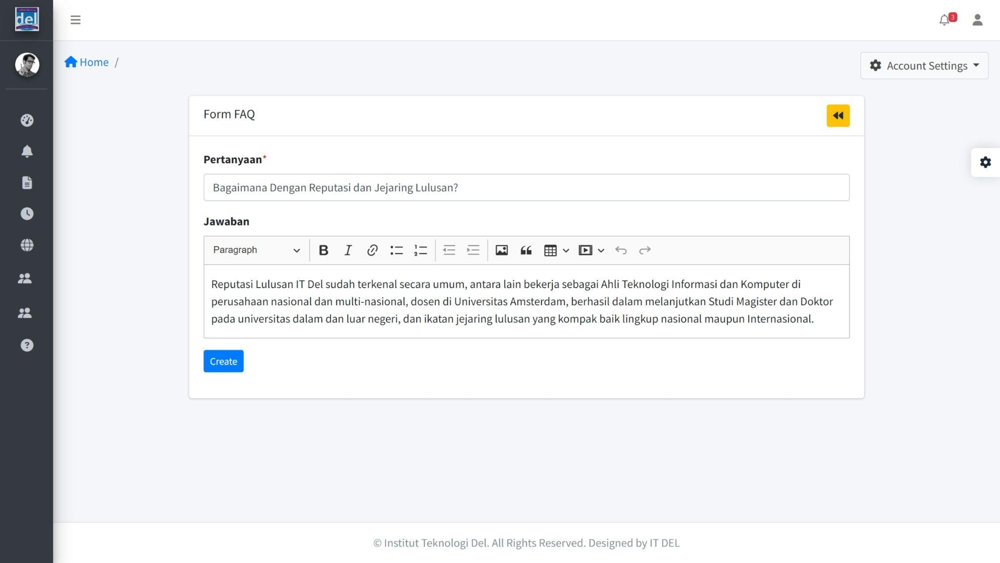 del
3
Home /
Account Settings
Form FAQ
Pertanyaan*
Bagaimana Dengan Reputasi dan Jejaring Lulusan?
Jawaban
Paragraph
Reputasi Lulusan IT Del sudah terkenal secara umum, antara lain bekerja sebagai Ahli Teknologi Informasi dan Komputer di
perusahaan nasional dan multi-nasional, dosen di Universitas Amsterdam, berhasil dalam melanjutkan Studi Magister dan Doktor
pada universitas dalam dan luar negeri, dan ikatan jejaring lulusan yang kompak baik lingkup nasional maupun Internasional.
Create
© Institut Teknologi Del. All Rights Reserved. Designed by IT DEL